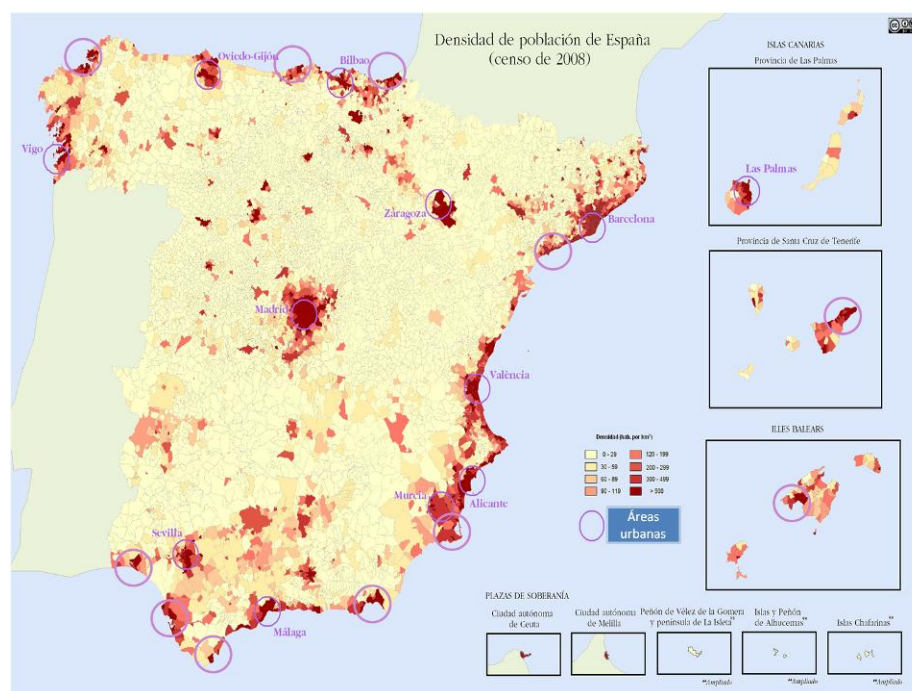 Densidad de población de España
(censo de 2008)
ISLAS CANARIAS
Provincia de Las Palmas
Oviedo-Gijón
Bilbao
Vigo
Zaragoza
Barcelona
Las Palmas
Provincia de Santa Cruz de Tenerife
Madrid
València
ILLES BALEARS
Densidad (hab. por km²)
0 - 29
120 - 199
30 - 59
200 - 299
60 - 89
300 - 499
90 - 119
> 500
Murcia
Alicante
Áreas
urbanas
Sevilla
Málaga
PLAZAS DE SOBERANÍA
Ciudad autónoma
de Ceuta
Ciudad autónoma
de Melilla
Peñón de Vélez de la Gomera
y península de La Isleta**
Islas y Peñón
de Alhucemas**
Islas Chafarinas**
**Ampliado
**Ampliado
**Ampliado